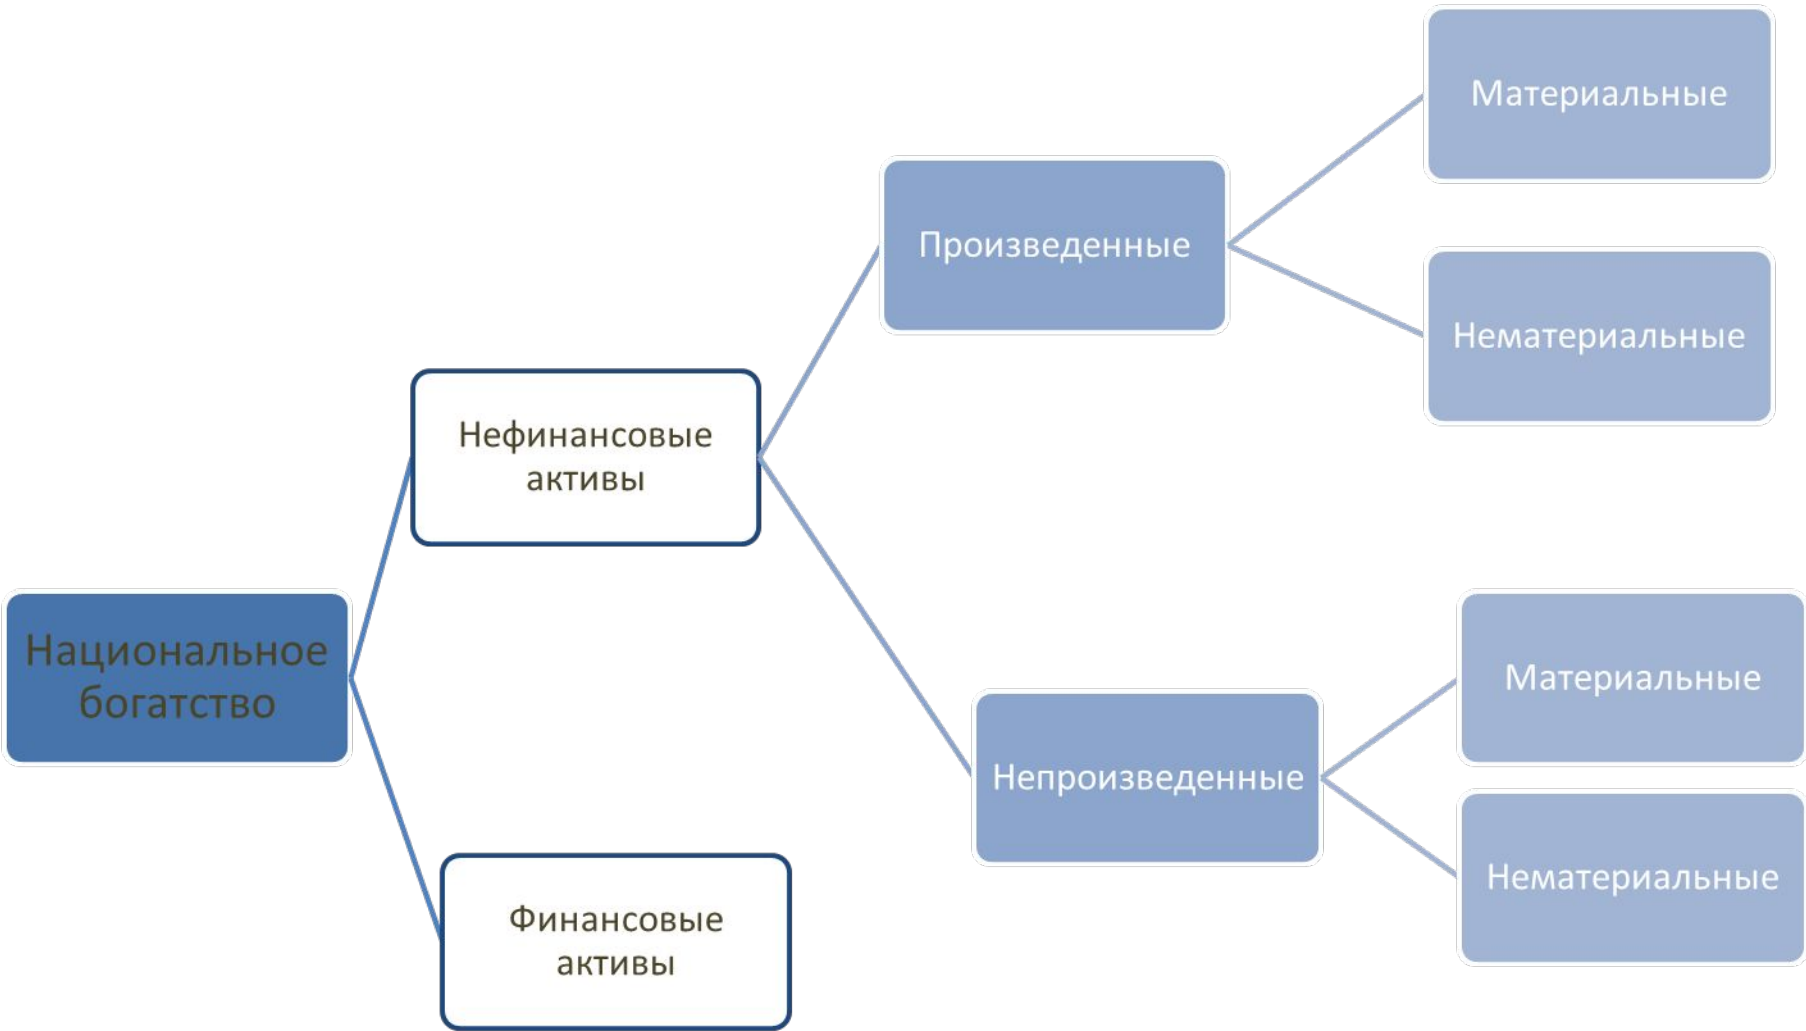 Национальное
богатство
Нефинансовые
активы
Произведенные
Материальные
Нематериальные
Непроизведенные
Материальные
Нематериальные
Финансовые
активы